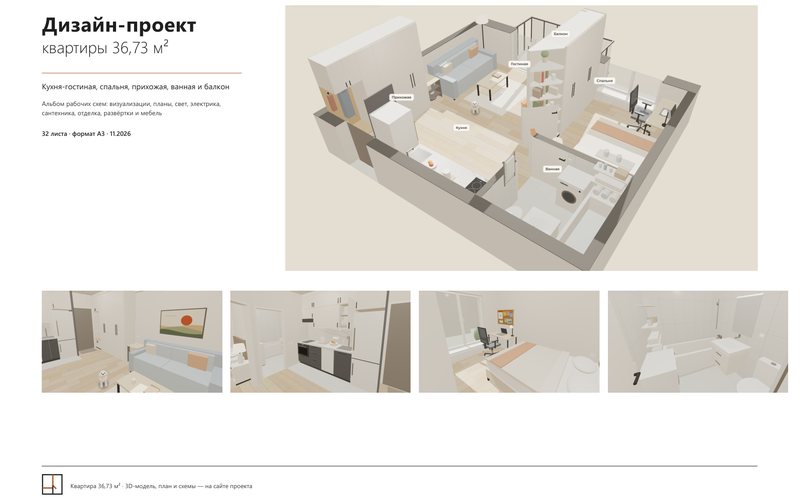 Дизайн-проект
квартиры 36,73 м²
Кухня-гостиная, спальня, прихожая, ванная и балкон
Альбом рабочих схем: визуализации, планы, свет, электрика,
сантехника, отделка, развёртки и мебель
32 листа · формат А3 · 11.2026
Балкон
Гостиная
Спальня
Прихожая
Кухня
Ванная
Квартира 36,73 м² · 3D-модель, план и схемы — на сайте проекта